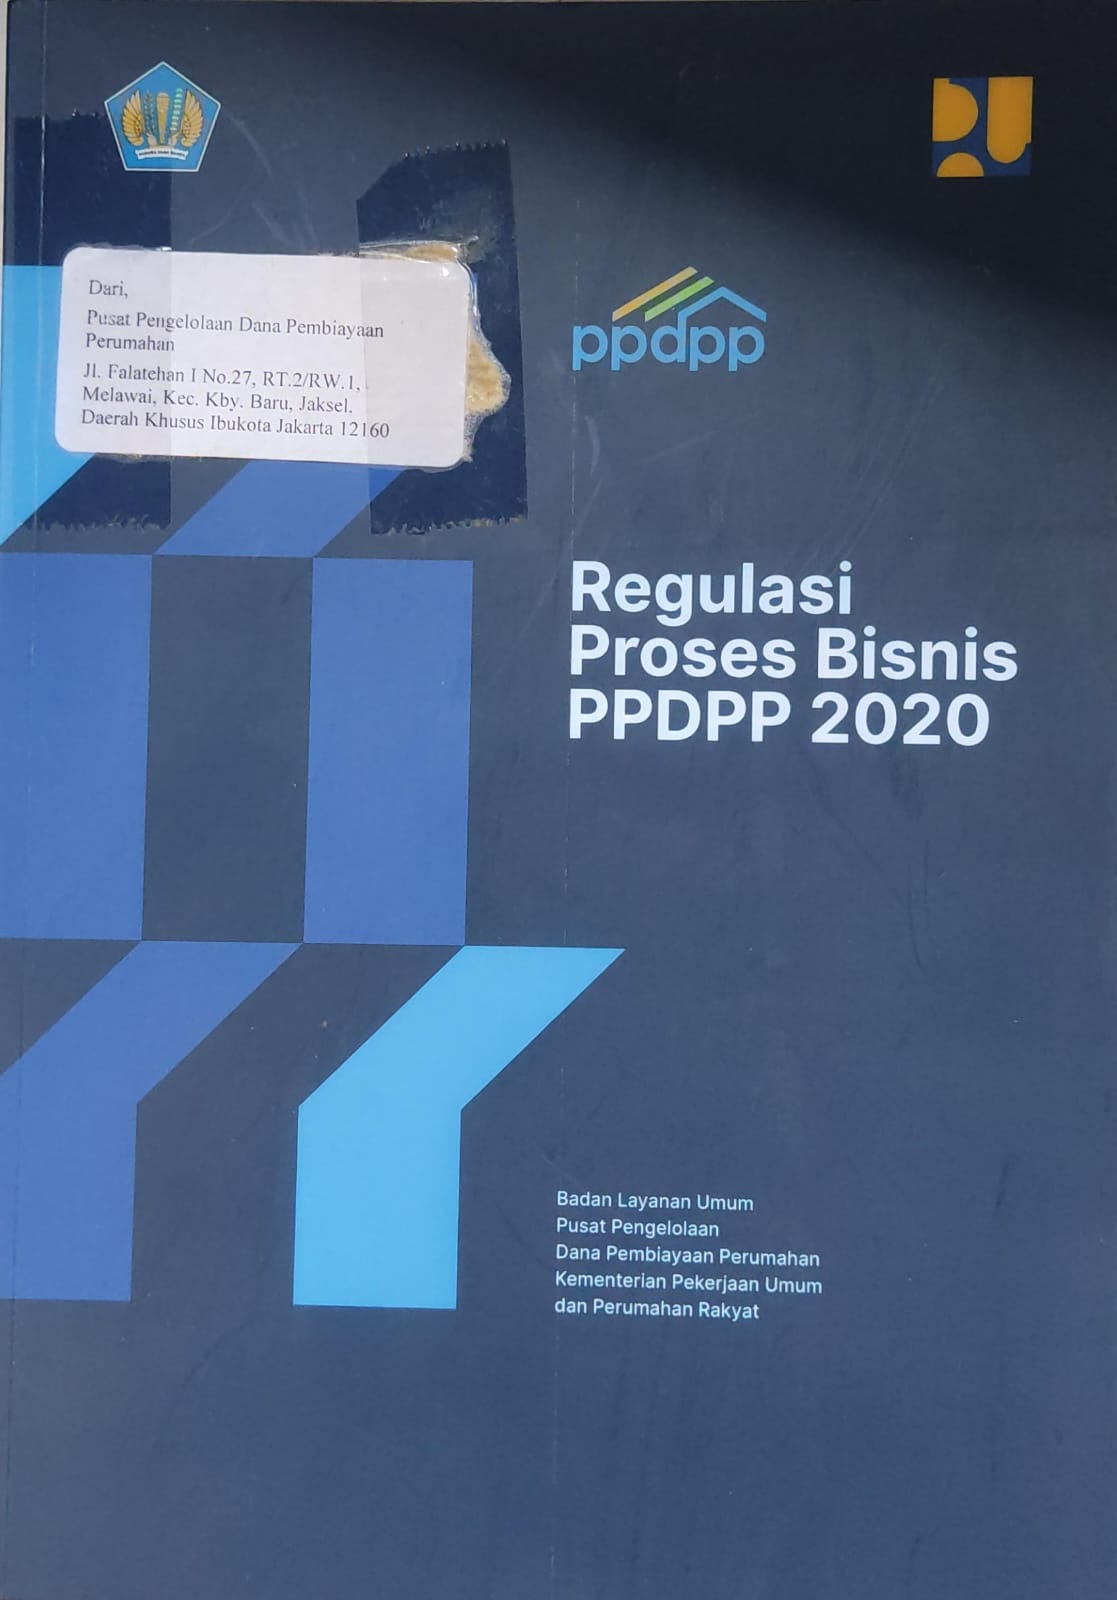 Dari,
Pusat Pengelolaan Dana Pembiayaan
Perumahan
Jl. Falatehan I No.27, RT.2/RW.1,
Melawai, Kec. Kby. Baru, Jaksel,
Daerah Khusus Ibukota Jakarta 12160
ppdpp
Regulasi
Proses Bisnis
PPDPP 2020
Badan Layanan Umum
Pusat Pengelolaan
Dana Pembiayaan Perumahan
Kementerian Pekerjaan Umum
dan Perumahan Rakyat